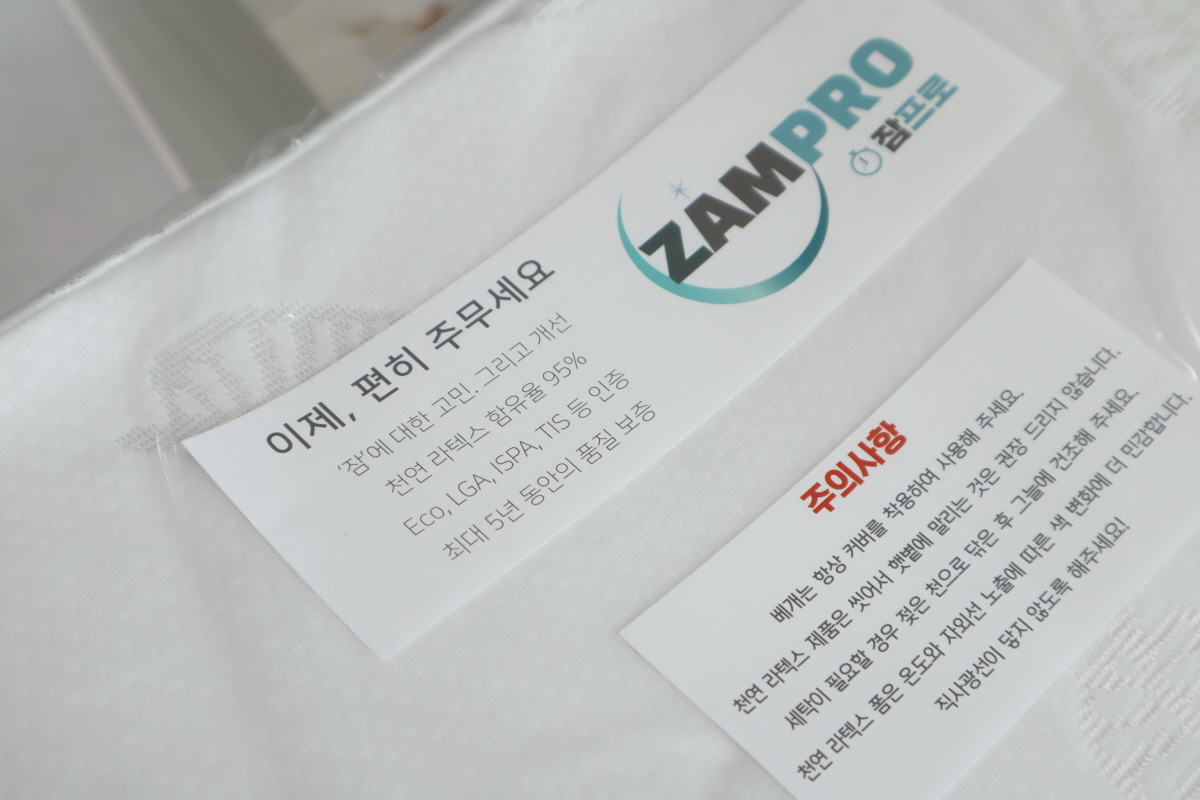 ZAMPRO
잠프로
이제, 편히 주무세요
'잠'에 대한 고민. 그리고 개선
천연 라텍스 함유율 95%
Eco, LGA, ISPA, TIS 등 인증
최대 5년 동안의 품질 보증
주의사항
베개는 항상 커버를 착용하여 사용해 주세요.
천연 라텍스 제품은 씻어서 햇볕에 말리는 것은 권장 드리지 않습니다.
세탁이 필요할 경우 젖은 천으로 닦은 후 그늘에 건조해 주세요.
천연 라텍스 폼은 온도와 자외선 노출에 따른 색 변화에 더 민감합니다.
직사광선이 닿지 않도록 해주세요!